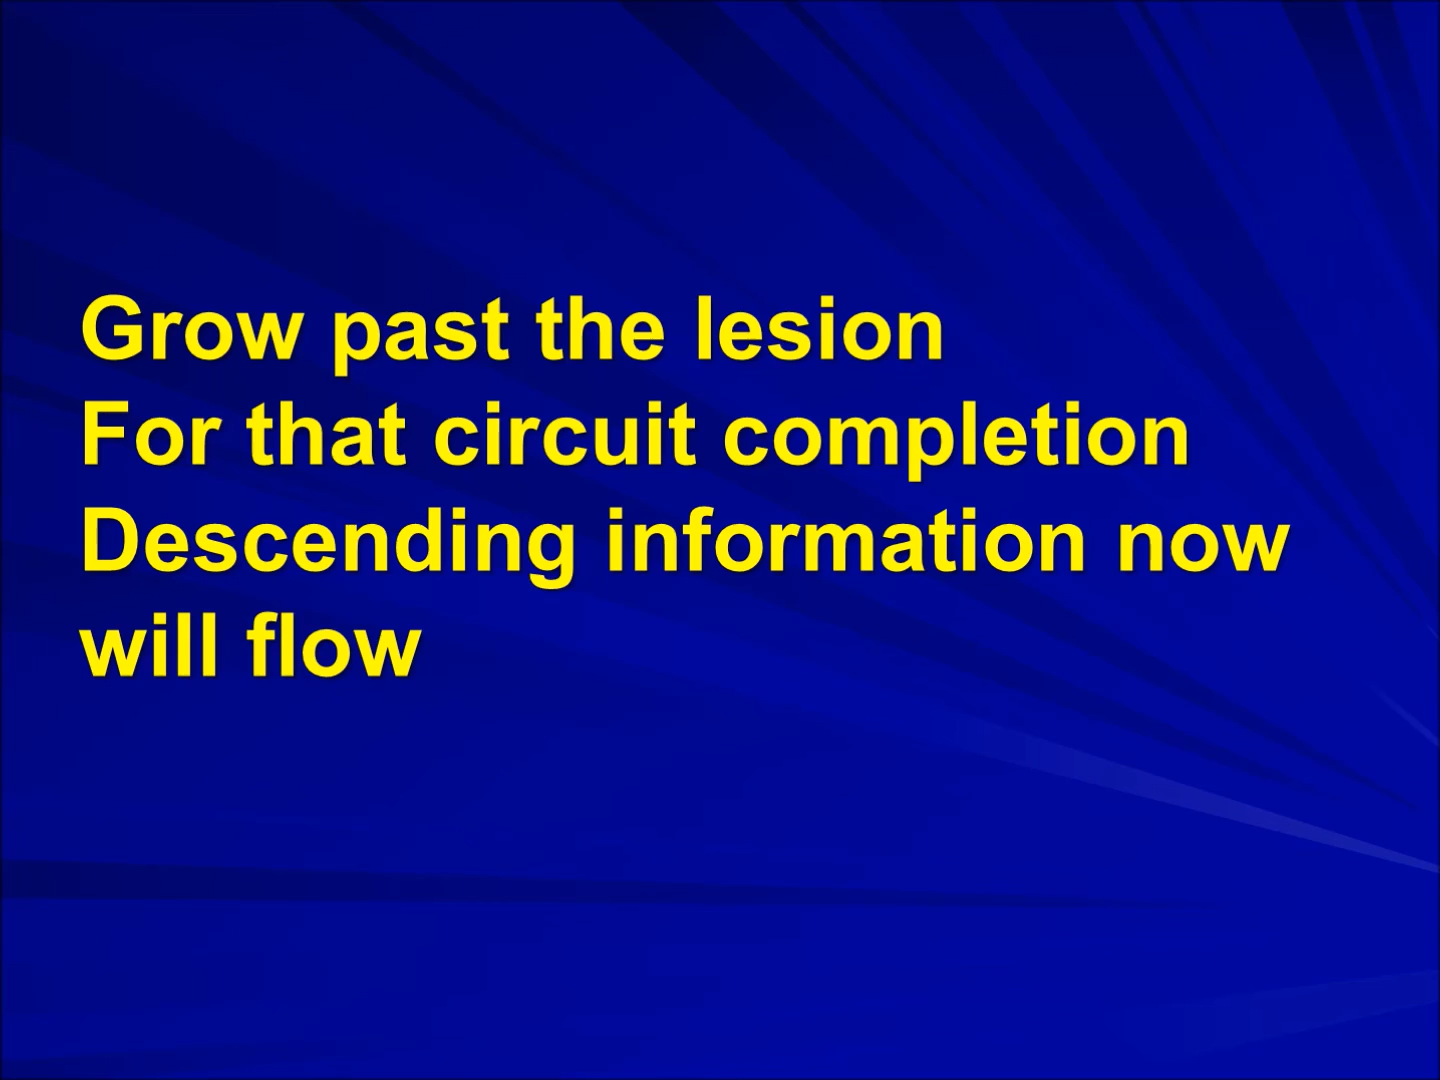 Grow past the lesion
For that circuit completion
Descending information now
will flow